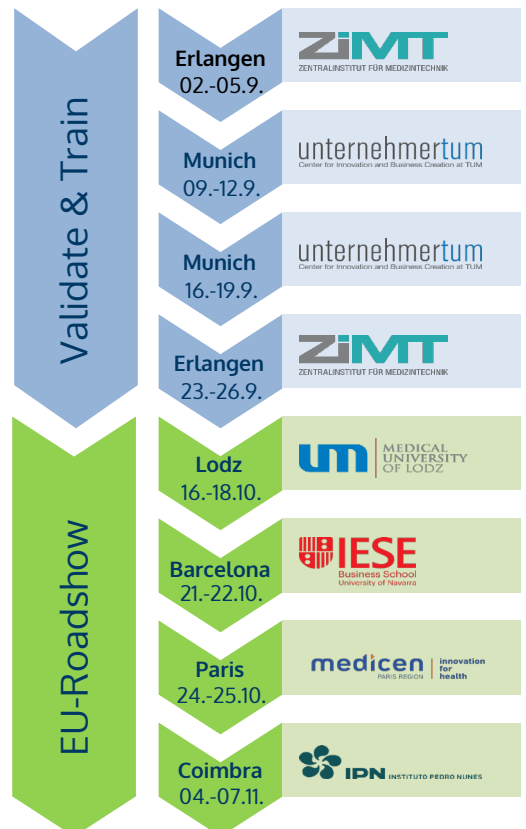 Validate & Train
Erlangen
02.-05.9.
ZiMT
ZENTRALINSTITUT FÜR MEDIZINTECHNIK
Munich
09.-12.9.
unternehmertum
Center for Innovation and Business Creation at TUM
Munich
16.-19.9.
unternehmertum
Center for Innovation and Business Creation at TUM
Erlangen
23.-26.9.
ZiMT
ZENTRALINSTITUT FÜR MEDIZINTECHNIK
EU-Roadshow
Lodz
16.-18.10.
um
MEDICAL
UNIVERSITY
OF LODZ
Barcelona
21.-22.10.
IESE
Business School
University of Navarra
Paris
24.-25.10.
medicen
PARIS REGION
innovation
for
health
Coimbra
04.-07.11.
IPN INSTITUTO PEDRO NUNES